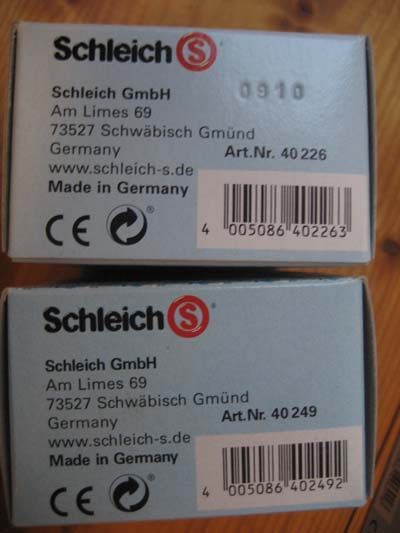 Schleich S
Schleich GmbH
0910
Am Limes 69
73527 Schwäbisch Gmünd
Germany
Art.Nr. 40 226
www.schleich-s.de
Made in Germany
CE ®
4 005086 402263
Schleich S
Schleich GmbH
Am Limes 69
73527 Schwäbisch Gmünd
Germany
Art.Nr. 40 249
www.schleich-s.de
Made in Germany
CE ®
4 005086 402492